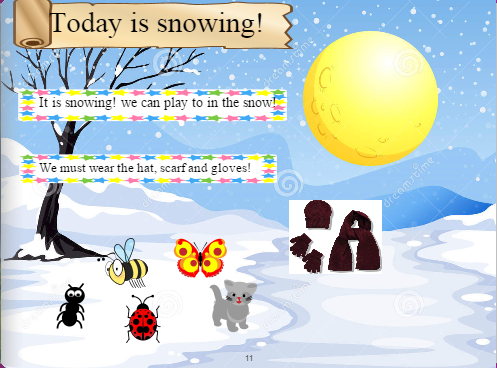 Today is snowing!
It is snowing! we can play to in the snow!
We must wear the hat, scarf and gloves!
11